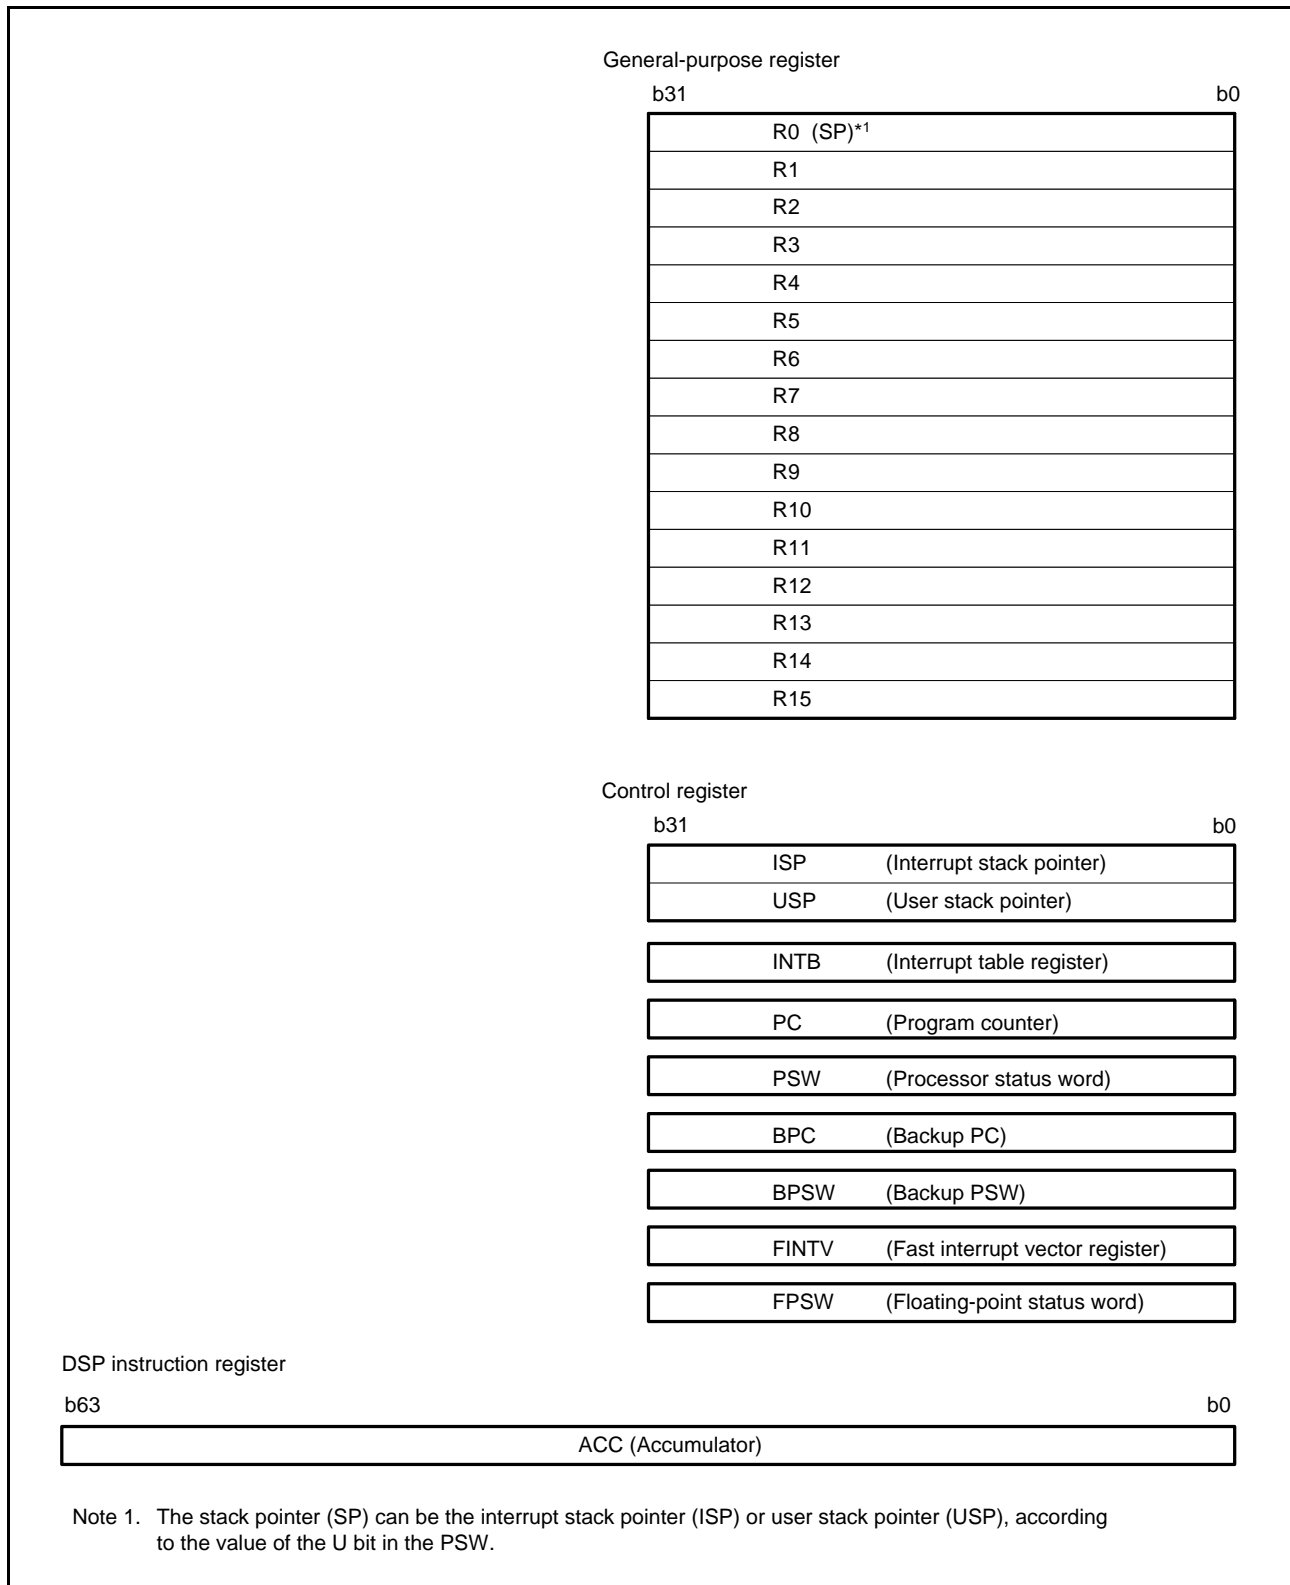 General-purpose register
b31 b0
R0 (SP)*1
R1
R2
R3
R4
R5
R6
R7
R8
R9
R10
R11
R12
R13
R14
R15
Control register
b31 b0
ISP (Interrupt stack pointer)
USP (User stack pointer)
INTB (Interrupt table register)
PC (Program counter)
PSW (Processor status word)
BPC (Backup PC)
BPSW (Backup PSW)
FINTV (Fast interrupt vector register)
FPSW (Floating-point status word)
DSP instruction register
b63 b0
ACC (Accumulator)
Note 1. The stack pointer (SP) can be the interrupt stack pointer (ISP) or user stack pointer (USP), according
to the value of the U bit in the PSW.